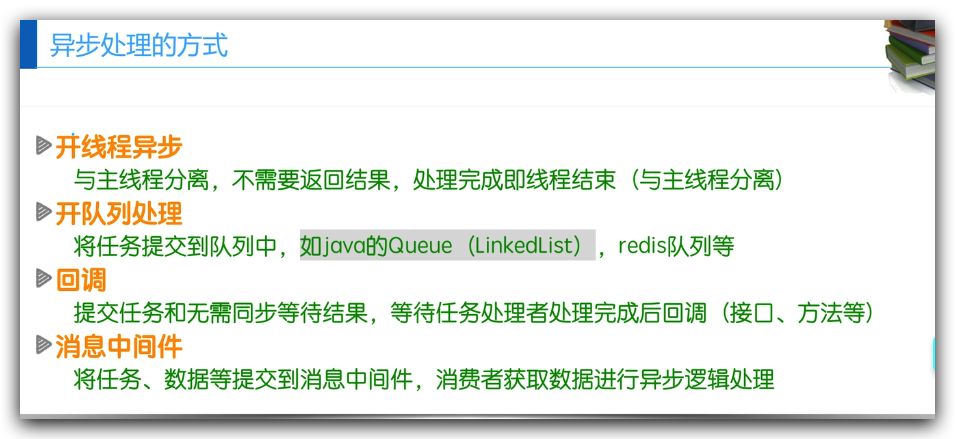 异步处理的方式
开线程异步
与主线程分离，不需要返回结果，处理完成即线程结束（与主线程分离）
开队列处理
将任务提交到队列中，如java的Queue（LinkedList），redis队列等
回调
提交任务和无需同步等待结果，等待任务处理者处理完成后回调（接口、方法等）
消息中间件
将任务、数据等提交到消息中间件，消费者获取数据进行异步逻辑处理